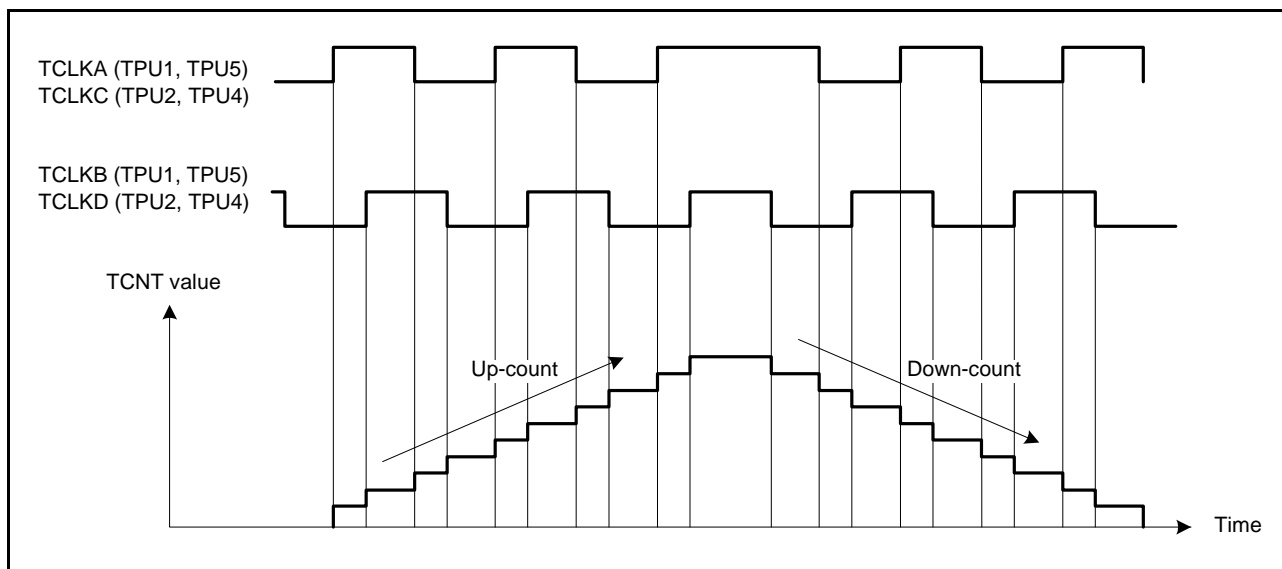 TCLKA (TPU1, TPU5)
TCLKC (TPU2, TPU4)
TCLKB (TPU1, TPU5)
TCLKD (TPU2, TPU4)
TCNT value
Up-count
Down-count
Time